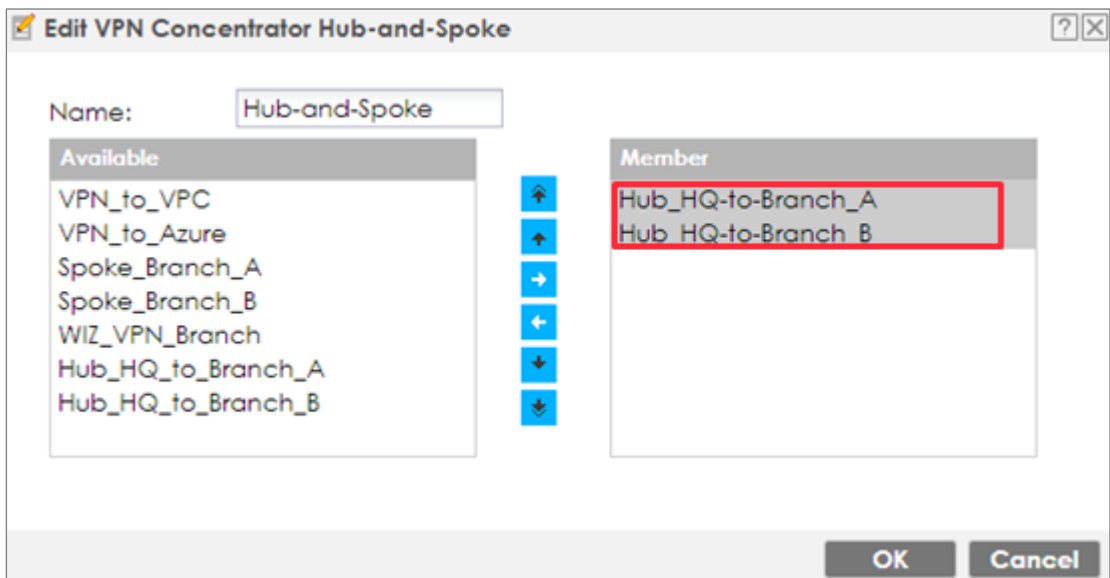 Edit VPN Concentrator Hub-and-Spoke
Name: Hub-and-Spoke
Available
VPN_to_VPC
VPN_to_Azure
Spoke_Branch_A
Spoke_Branch_B
WIZ_VPN_Branch
Hub_HQ_to_Branch_A
Hub_HQ_to_Branch_B
Member
Hub_HQ-to-Branch_A
Hub_HQ-to-Branch_B
OK Cancel